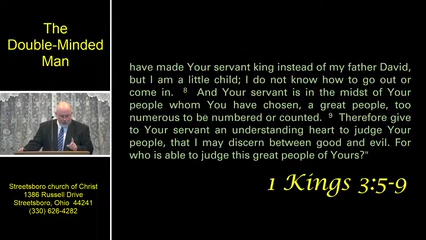 The
Double-Minded
Man
Streetsboro church of Christ
1386 Russell Drive
Streetsboro, Ohio  44241
(330) 626-4282
have made Your servant king instead of my father David,
but I am a little child; I do not know how to go out or
come in.  8  And Your servant is in the midst of Your
people whom You have chosen, a great people, too
numerous to be numbered or counted.  9  Therefore give
to Your servant an understanding heart to judge Your
people, that I may discern between good and evil. For
who is able to judge this great people of Yours?"
1 Kings 3:5-9